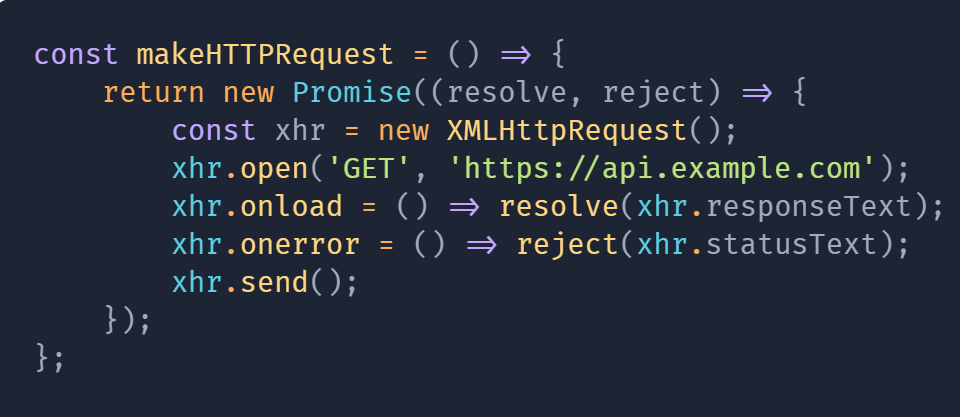 const makeHTTPRequest = () => {
    return new Promise((resolve, reject) => {
        const xhr = new XMLHttpRequest();
        xhr.open('GET', 'https://api.example.com');
        xhr.onload = () => resolve(xhr.responseText);
        xhr.onerror = () => reject(xhr.statusText);
        xhr.send();
    });
};